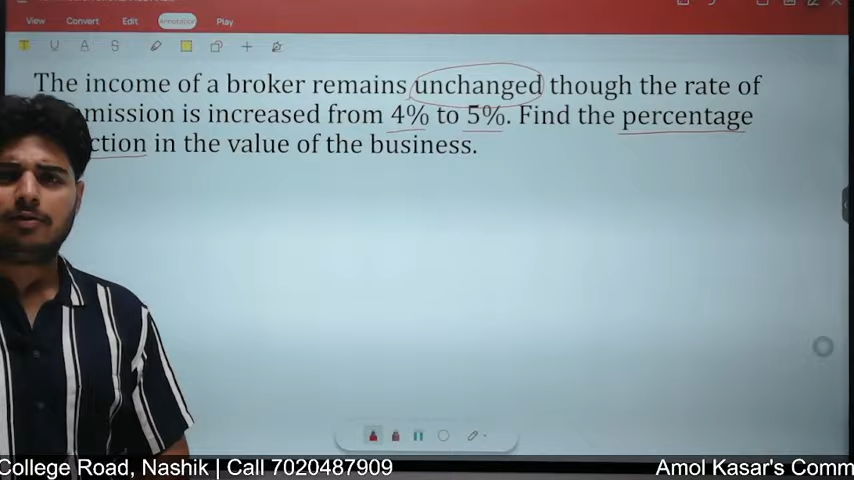 View Convert Edit Annotation Play
T U A S
The income of a broker remains unchanged though the rate of
mission is increased from 4% to 5%. Find the percentage
ction in the value of the business.
College Road, Nashik | Call 7020487909 Amol Kasar's Comm